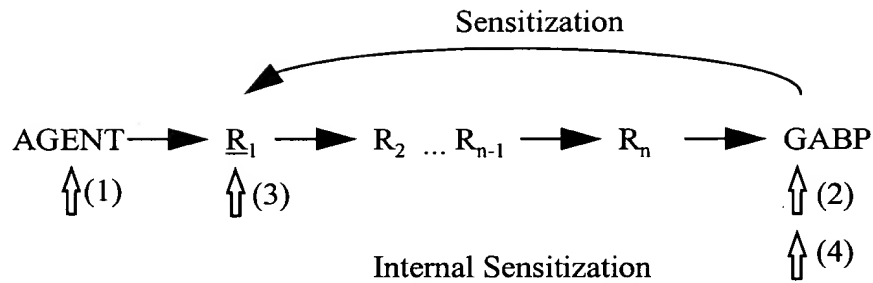 Sensitization
AGENT R1 R2 ... Rn-1 Rn GABP
(1) (3) (2)
(4)
Internal Sensitization